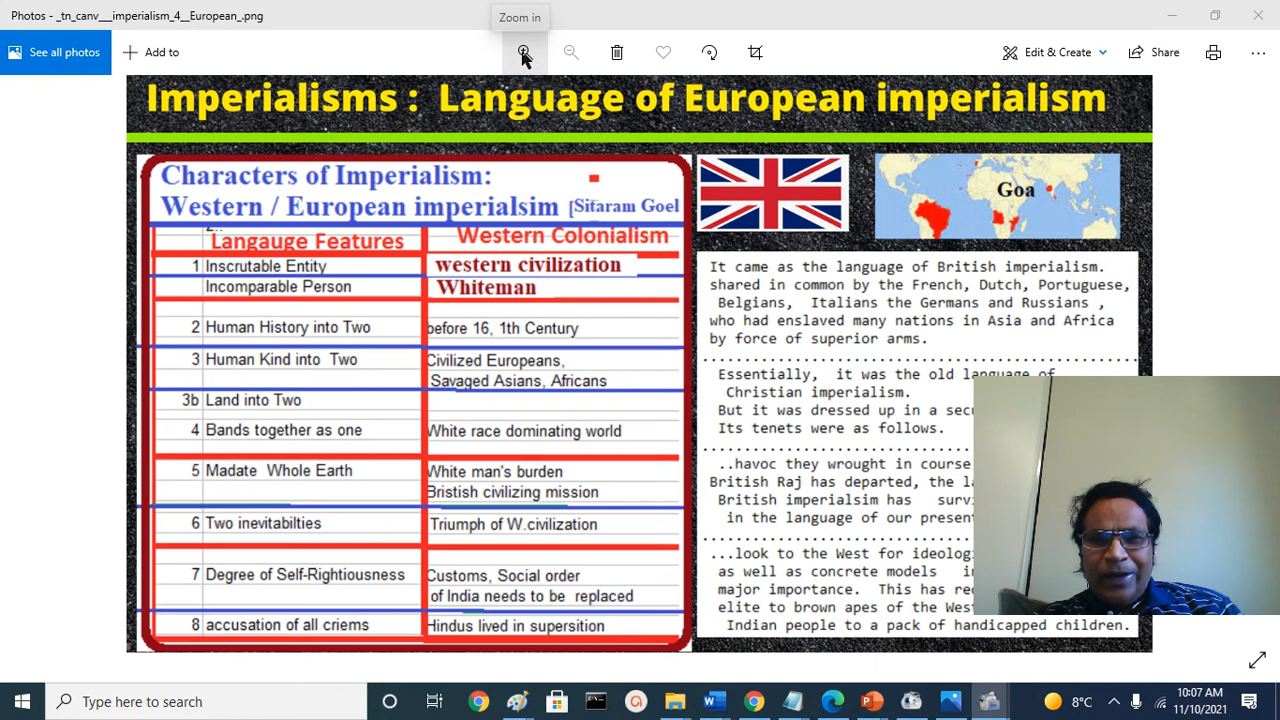 Photos - _tn_canv___imperialism_4__European_.png
Zoom in
See all photos
Add to
Edit & Create
Share
Imperialisms : Language of European imperialism
Characters of Imperialism:
Western / European imperialsim [Sitaram Goel
Langauge Features
Western Colonialism
1 Inscrutable Entity
western civilization
Incomparable Person
Whiteman
2 Human History into Two
before 16, 1th Century
3 Human Kind into Two
Civilized Europeans,
Savaged Asians, Africans
3b Land into Two
4 Bands together as one
White race dominating world
5 Madate Whole Earth
White man's burden
Bristish civilizing mission
6 Two inevitabilties
Triumph of W.civilization
7 Degree of Self-Rightiousness
Customs, Social order
of India needs to be replaced
8 accusation of all criems
Hindus lived in supersition
Goa
It came as the language of British imperialism.
shared in common by the French, Dutch, Portuguese,
Belgians, Italians the Germans and Russians ,
who had enslaved many nations in Asia and Africa
by force of superior arms.
Essentially, it was the old language of
Christian imperialism.
But it was dressed up in a sec
Its tenets were as follows.
..havoc they wrought in course
British Raj has departed, the la
British imperialsim has surv
in the language of our present
...look to the West for ideolog
as well as concrete models
major importance. This has re
elite to brown apes of the West
Indian people to a pack of handicapped children.
Type here to search
8°C
10:07 AM
11/10/2021